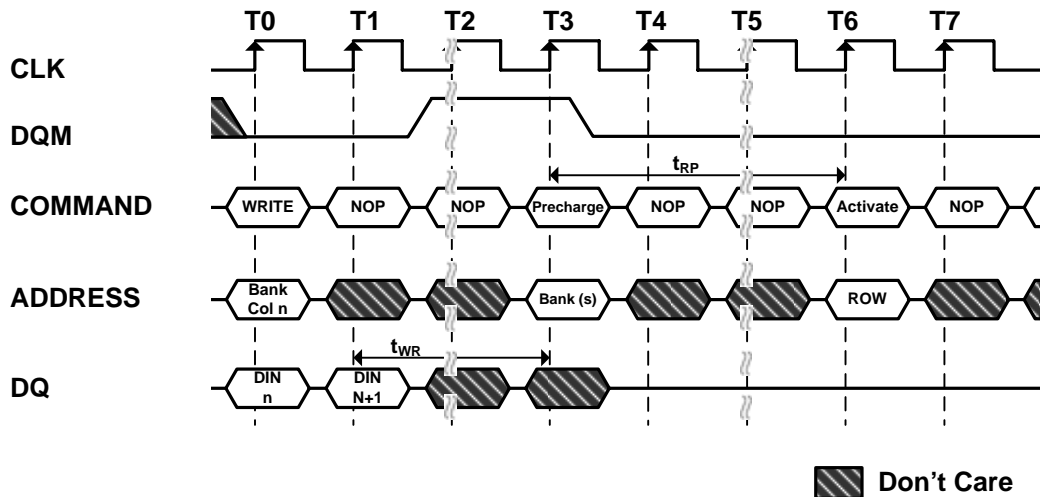 T0 T1 T2 T3 T4 T5 T6 T7
CLK
DQM
tRP
COMMAND WRITE NOP NOP Precharge NOP NOP Activate NOP
ADDRESS Bank Col n Bank (s) ROW
tWR
DQ DIN n DIN N+1
Don't Care